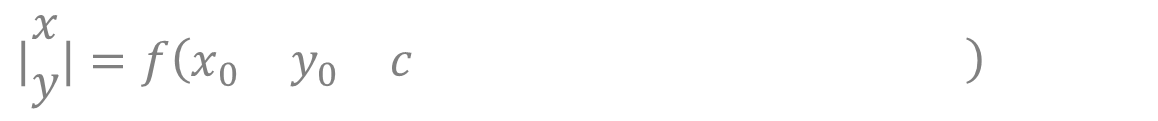 |x y| = f(x₀ y₀ c )